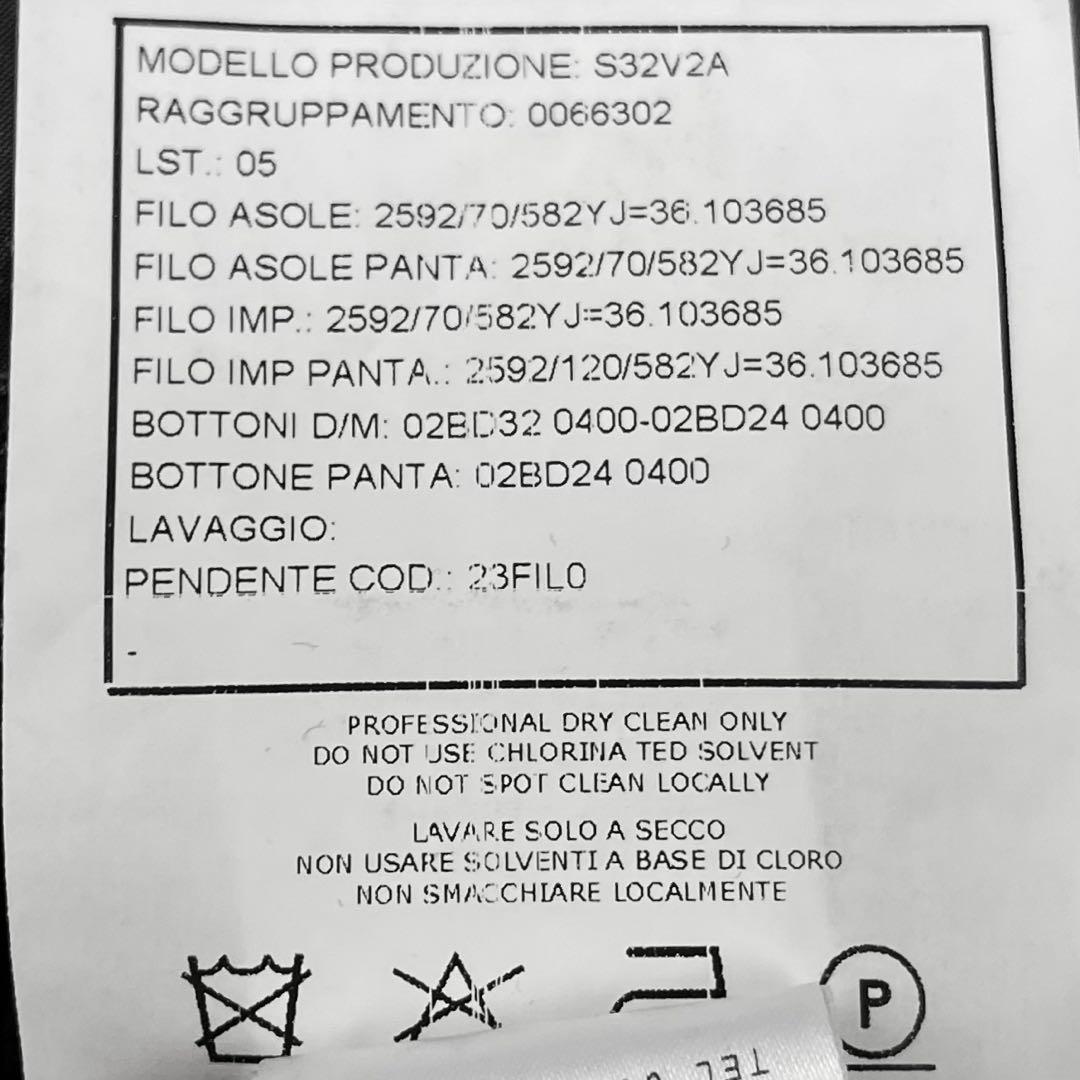 MODELLO PRODUZIONE: S32V2A
RAGGRUPPAMENTO: 0066302
LST.: 05
FILO ASOLE: 2592/70/582YJ=36.103685
FILO ASOLE PANTA: 2592/70/582YJ=36.103685
FILO IMP.: 2592/70/582YJ=36.103685
FILO IMP PANTA.: 2592/120/582YJ=36.103685
BOTTONI D/M: 02BD32 0400-02BD24 0400
BOTTONE PANTA: 02BD24 0400
LAVAGGIO:
PENDENTE COD.: 23FIL0
-
PROFESSIONAL DRY CLEAN ONLY
DO NOT USE CHLORINA TED SOLVENT
DO NOT SPOT CLEAN LOCALLY
LAVARE SOLO A SECCO
NON USARE SOLVENTI A BASE DI CLORO
NON SMACCHIARE LOCALMENTE
P
TEL